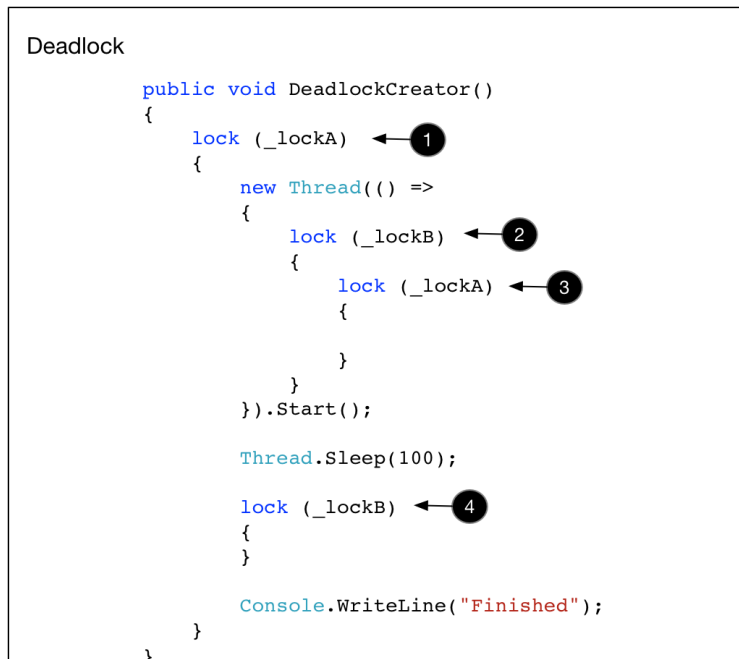 Deadlock
public void DeadlockCreator()
{
lock (_lockA) 1
{
new Thread(() =>
{
lock (_lockB) 2
{
lock (_lockA) 3
{
}
}
}).Start();
Thread.Sleep(100);
lock (_lockB) 4
{
}
Console.WriteLine("Finished");
}
}